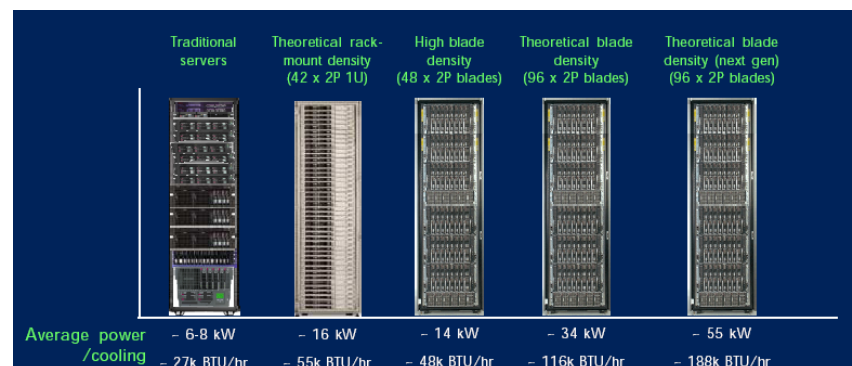 Traditional
servers
Theoretical rack-
mount density
(42 x 2P 1U)
High blade
density
(48 x 2P blades)
Theoretical blade
density
(96 x 2P blades)
Theoretical blade
density (next gen)
(96 x 2P blades)
Average power
/cooling
~ 6-8 kW
~ 16 kW
~ 14 kW
~ 34 kW
~ 55 kW
~ 27k BTU/hr
~ 55k BTU/hr
~ 48k BTU/hr
~ 116k BTU/hr
~ 188k BTU/hr